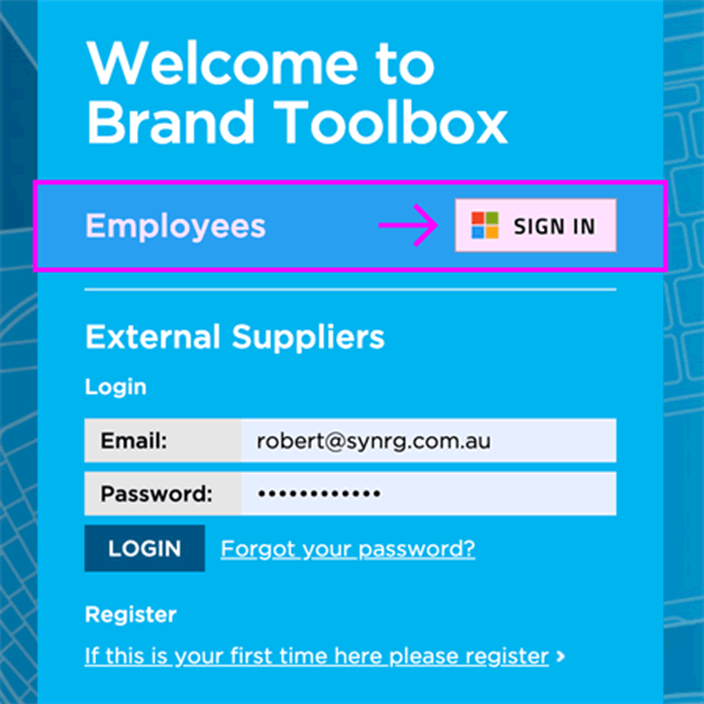 Welcome to
Brand Toolbox
Employees
SIGN IN
External Suppliers
Login
Email: robert@synrg.com.au
Password: ••••••••••••
LOGIN Forgot your password?
Register
If this is your first time here please register ›